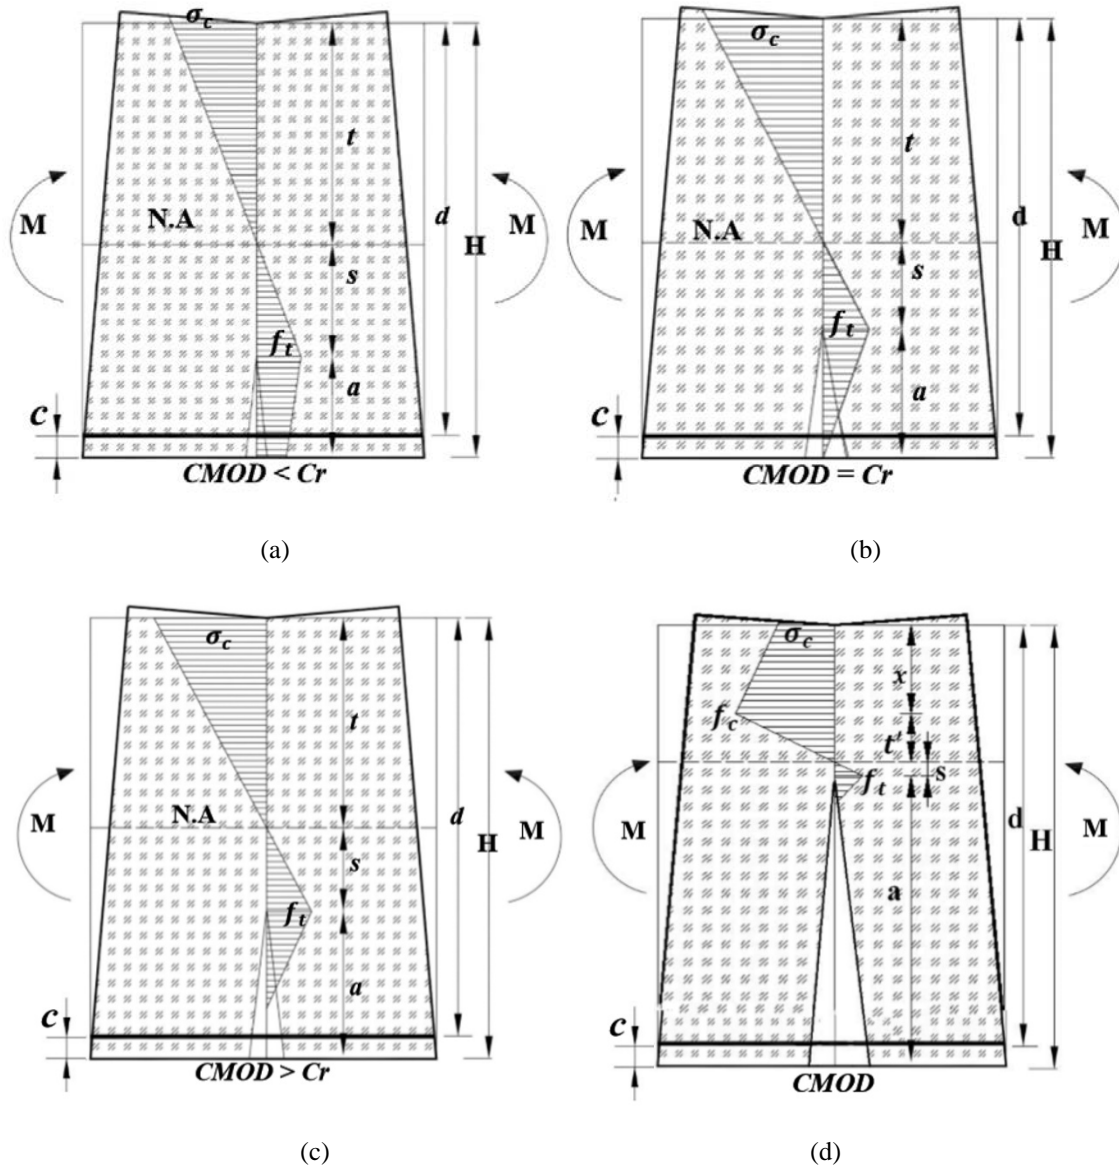 σc
t
d
H
M
N.A
M
s
ft
a
C
CMOD < Cr
(a)
σc
t
d
H
M
N.A
M
s
ft
a
C
CMOD = Cr
(b)
σc
t
d
H
M
N.A
M
s
ft
a
C
CMOD > Cr
(c)
σc
x
fc
t'
s
ft
d
H
M
M
a
C
CMOD
(d)